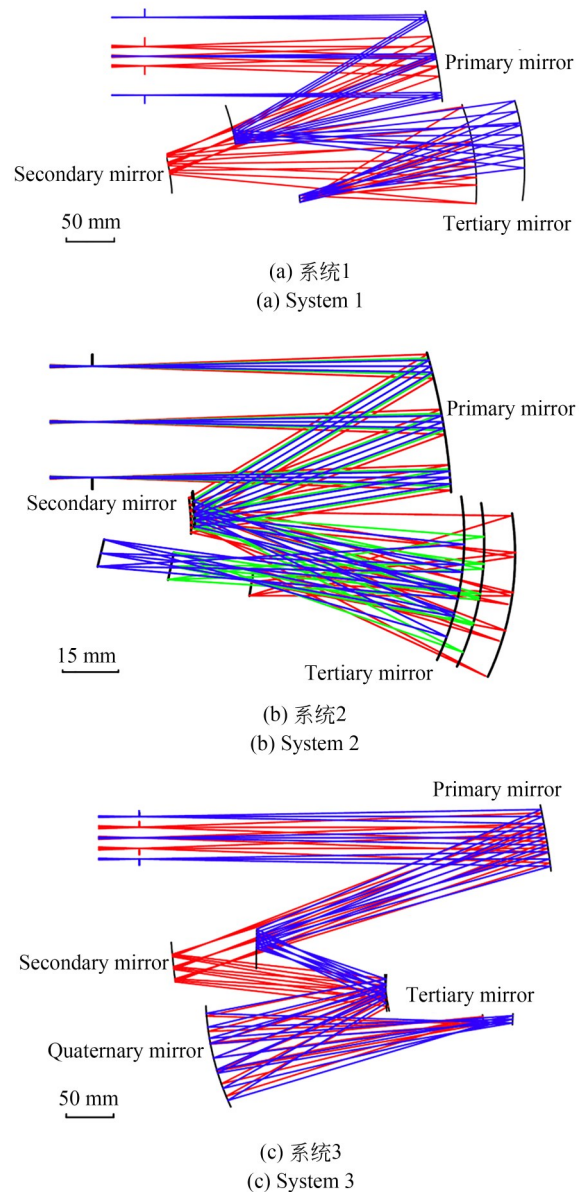 Primary mirror
Secondary mirror
Tertiary mirror
50 mm
(a) 系统1
(a) System 1
Primary mirror
Secondary mirror
Tertiary mirror
15 mm
(b) 系统2
(b) System 2
Primary mirror
Secondary mirror
Tertiary mirror
Quaternary mirror
50 mm
(c) 系统3
(c) System 3